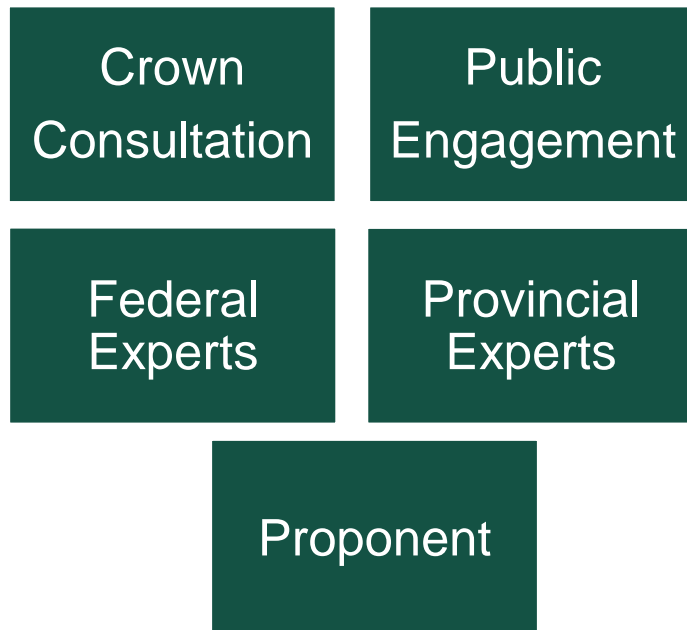 Crown
Consultation
Public
Engagement
Federal
Experts
Provincial
Experts
Proponent